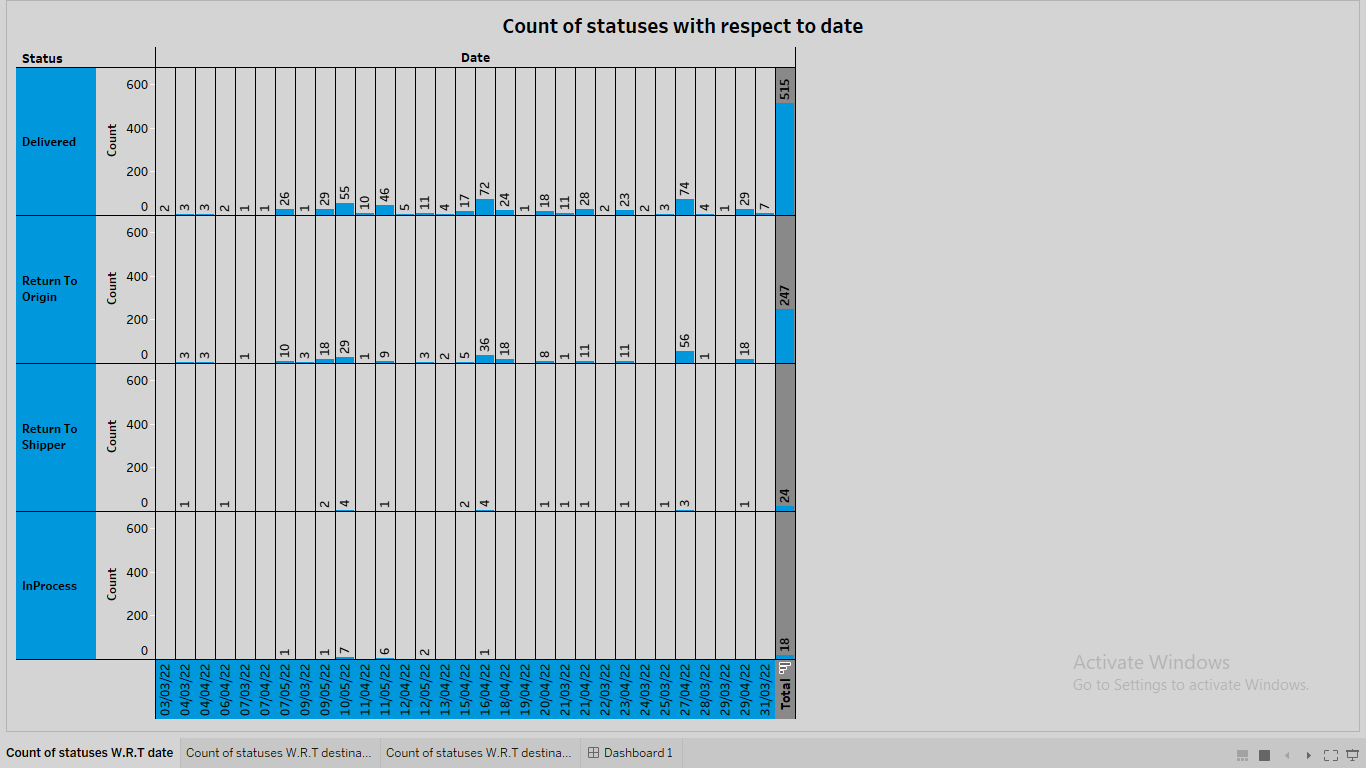 Count of statuses with respect to date
Status
Date
Delivered
Count
600
400
200
0
2 3 3 2 1 1 26 1 29 55 10 46 5 11 4 17 72 24 1 18 11 28 2 23 2 3 74 4 1 29 7 515
Return To
Origin
Count
600
400
200
0
3 3 1 10 3 18 29 1 9 3 2 5 36 18 8 1 11 11 56 1 18 247
Return To
Shipper
Count
600
400
200
0
1 1 2 4 1 2 4 1 1 1 1 1 3 1 24
InProcess
Count
600
400
200
0
1 1 7 6 2 1 18
03/03/22 04/03/22 04/04/22 06/04/22 07/03/22 07/04/22 07/05/22 09/03/22 09/05/22 10/05/22 11/04/22 11/05/22 12/04/22 12/05/22 13/04/22 15/04/22 16/04/22 18/04/22 19/04/22 20/04/22 21/03/22 21/04/22 22/03/22 23/04/22 24/03/22 25/03/22 27/04/22 28/03/22 29/03/22 29/04/22 31/03/22 Total
Activate Windows
Go to Settings to activate Windows.
Count of statuses W.R.T date Count of statuses W.R.T destina... Count of statuses W.R.T destina... Dashboard 1